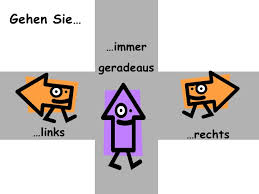 Gehen Sie...
...immer
geradeaus
...links
...rechts